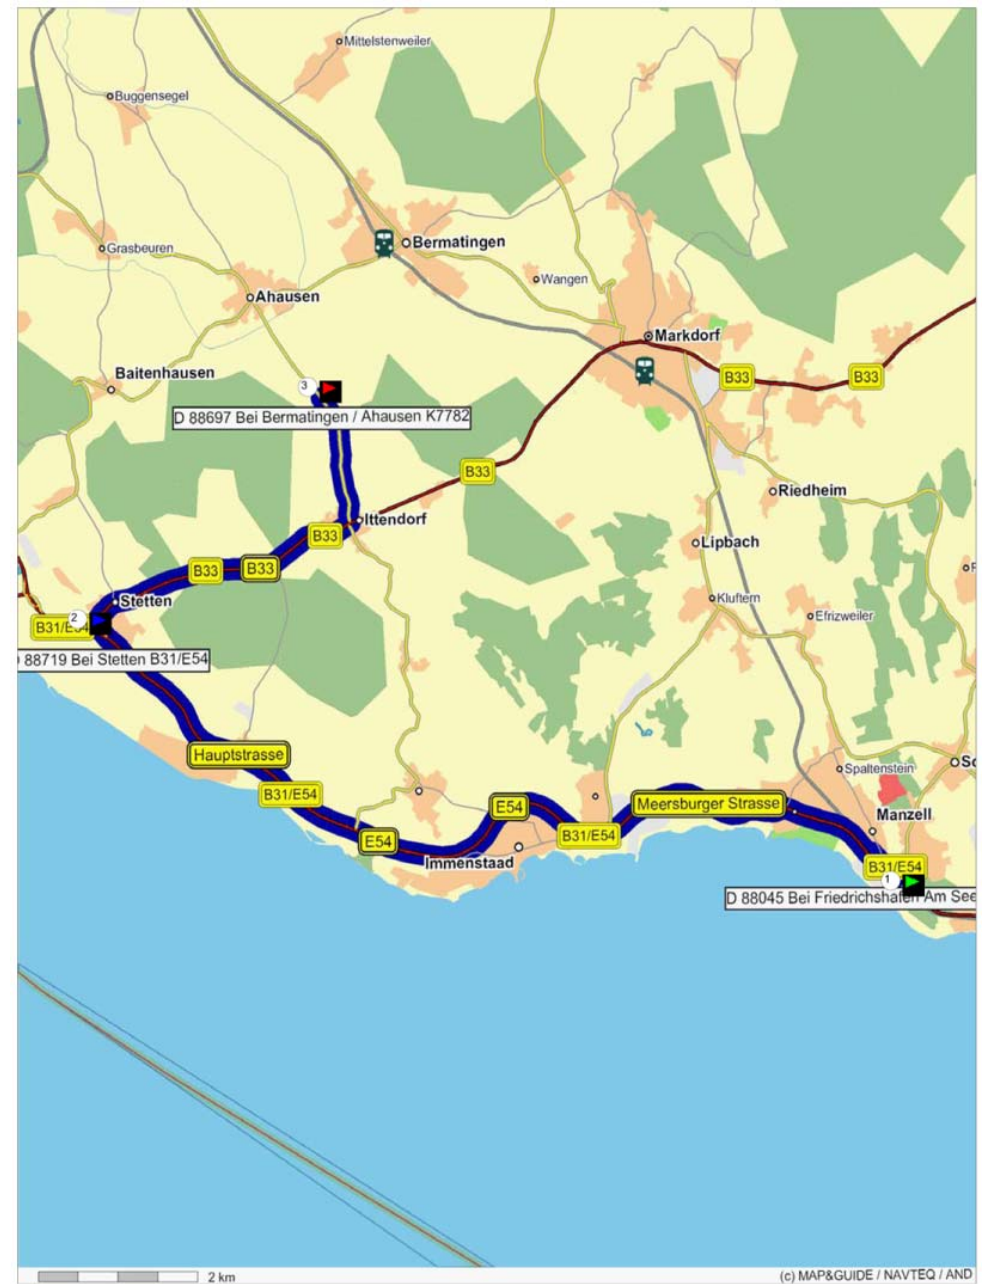 Mittelstenweiler
Buggensegel
Grasbeuren
Bermatingen
Wangen
Ahausen
Markdorf
Baitenhausen
B33
B33
3
D 88697 Bei Bermatingen / Ahausen K7782
B33
Riedheim
Ittendorf
B33
Lipbach
B33
B33
Stetten
Kluftern
Efrizweiler
2
B31/E54
88719 Bei Stetten B31/E54
Hauptstrasse
Spaltenstein
B31/E54
E54
Meersburger Strasse
Manzell
B31/E54
E54
Immenstaad
B31/E54
1
D 88045 Bei Friedrichshafen Am See
2 km
(c) MAP&GUIDE / NAVTEQ / AND